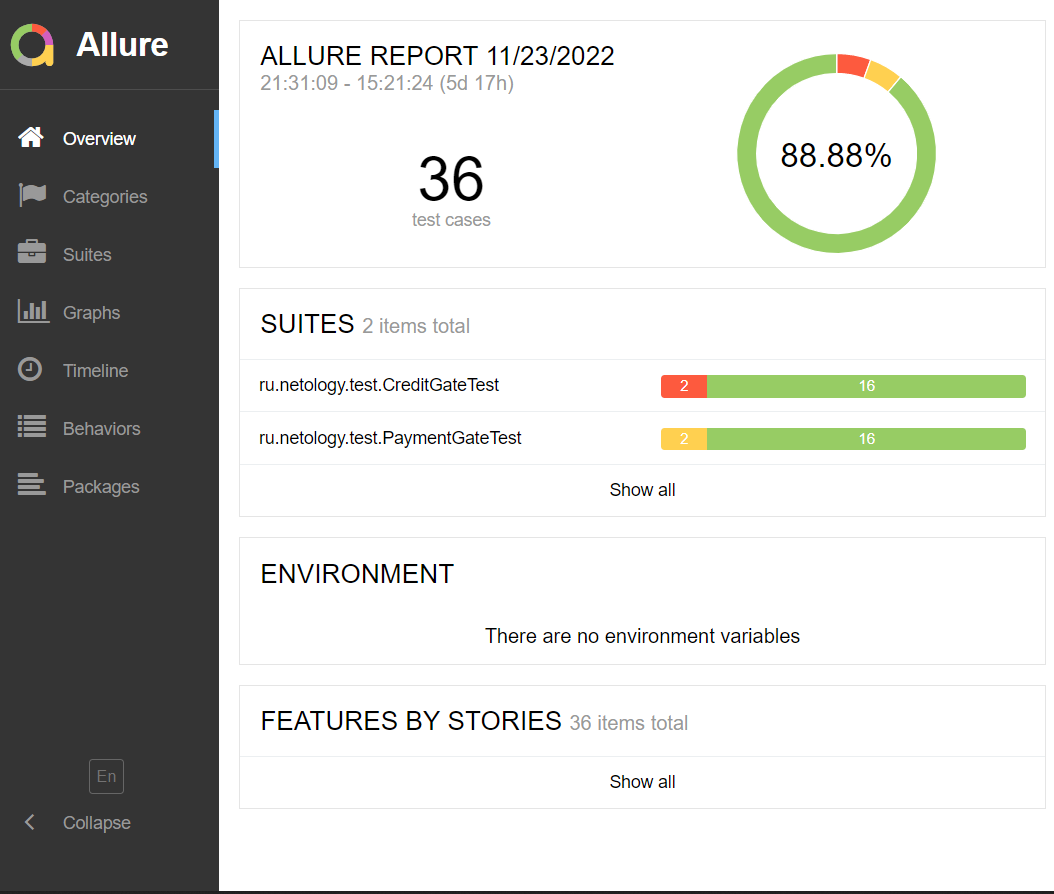 Allure
Overview
Categories
Suites
Graphs
Timeline
Behaviors
Packages
En
Collapse
ALLURE REPORT 11/23/2022
21:31:09 - 15:21:24 (5d 17h)
36
test cases
88.88%
SUITES 2 items total
ru.netology.test.CreditGateTest 2 16
ru.netology.test.PaymentGateTest 2 16
Show all
ENVIRONMENT
There are no environment variables
FEATURES BY STORIES 36 items total
Show all